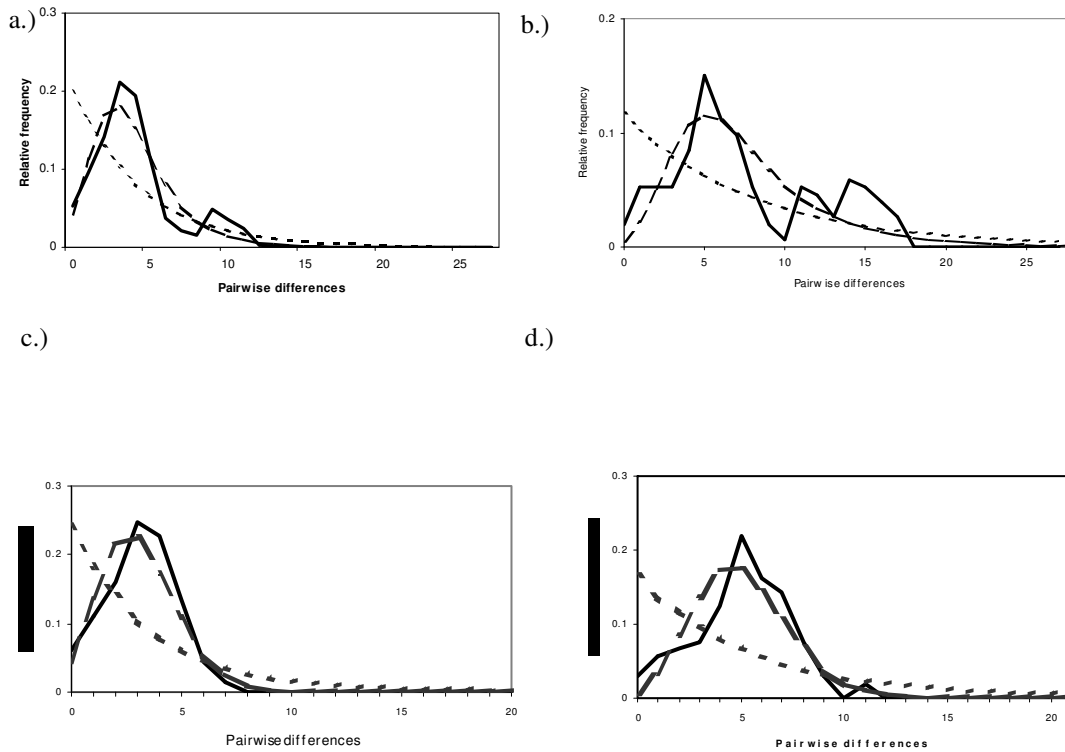 a.)
0.3
0.2
0.1
0
Relative frequency
0 5 10 15 20 25
Pairwise differences
b.)
0.2
0.1
0
Relative frequency
0 5 10 15 20 25
Pairwise differences
c.)
0.3
0.2
0.1
0
0 5 10 15 20
Pairwise differences
d.)
0.3
0.2
0.1
0
0 5 10 15 20
Pairwise differences